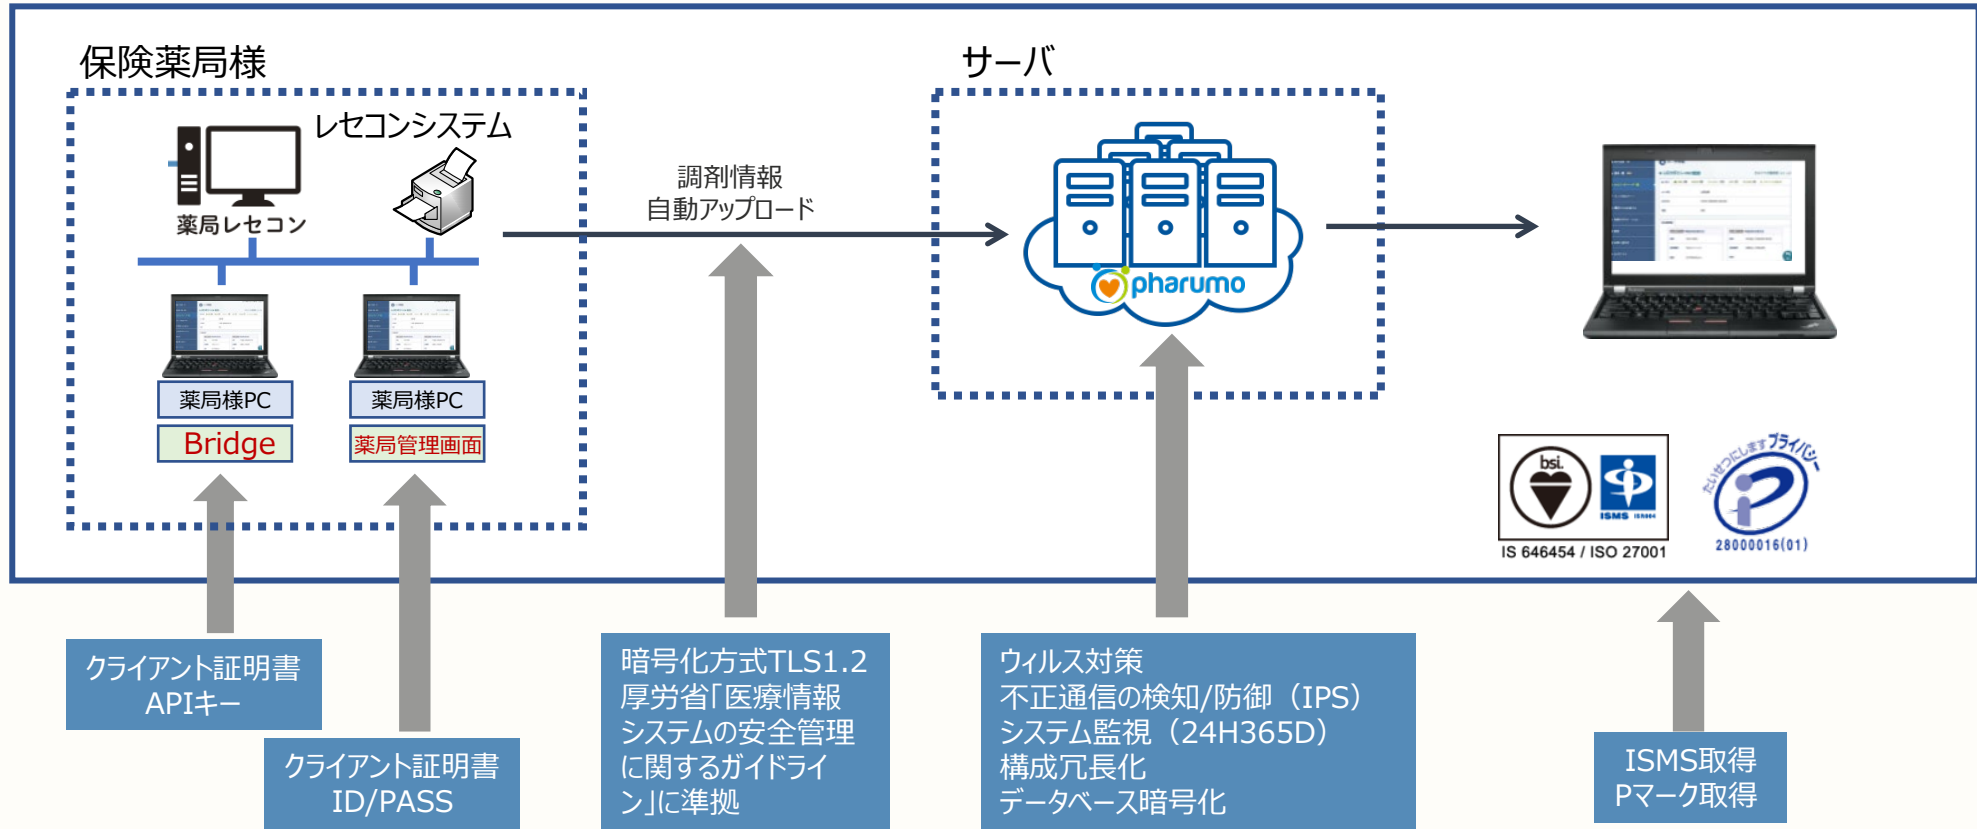 保険薬局様
サーバ
レセコンシステム
薬局レセコン
調剤情報
自動アップロード
pharumo
薬局様PC
Bridge
薬局様PC
薬局管理画面
bsi.
ISMS
IS 646454 / ISO 27001
たいせつにします プライバシー
28000016(01)
クライアント証明書
APIキー
クライアント証明書
ID/PASS
暗号化方式TLS1.2
厚労省「医療情報
システムの安全管理
に関するガイドライ
ン」に準拠
ウィルス対策
不正通信の検知/防御（IPS）
システム監視（24H365D）
構成冗長化
データベース暗号化
ISMS取得
Pマーク取得